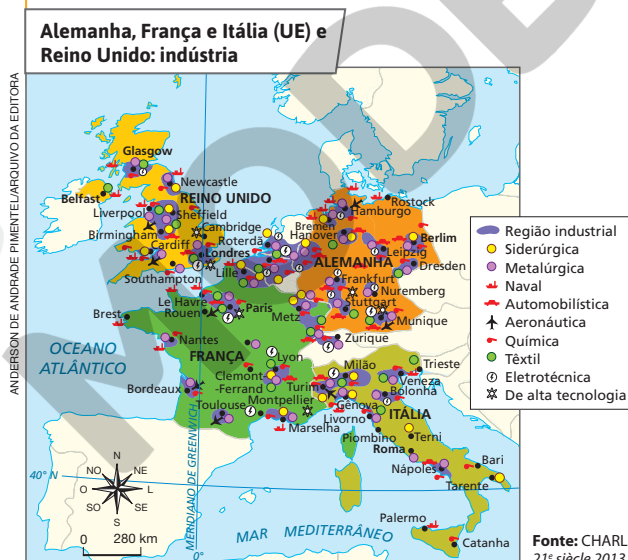 Alemanha, França e Itália (UE) e
Reino Unido: indústria
ANDERSON DE ANDRADE PIMENTEL/ARQUIVO DA EDITORA
Glasgow
Newcastle
Belfast
REINO UNIDO
Liverpool
Sheffield
Birmingham
Cambridge
Cardiff
Roterdã
Londres
Southampton
Lille
Rostock
Hamburgo
Bremen
Hanover
Berlim
Leipzig
ALEMANHA
Dresden
Frankfurt
Nuremberg
Stuttgart
Munique
Le Havre
Rouen
Paris
Metz
Brest
Zurique
Nantes
OCEANO
ATLÂNTICO
FRANÇA
Lyon
Clemont
-Ferrand
Bordeaux
Turim
Milão
Trieste
Veneza
Bolonha
Montpellier
Toulouse
Gênova
Marselha
Livorno
ITÁLIA
Piombino
Terni
Roma
Bari
Nápoles
Tarente
Palermo
Catanha
MAR MEDITERRÂNEO
MERIDIANO DE GREENWICH
40° N
0°
N
NO
NE
O
L
SO
SE
S
0 280 km
Região industrial
Siderúrgica
Metalúrgica
Naval
Automobilística
Aeronáutica
Química
Têxtil
Eletrotécnica
De alta tecnologia
Fonte: CHARL
21e siècle 2013